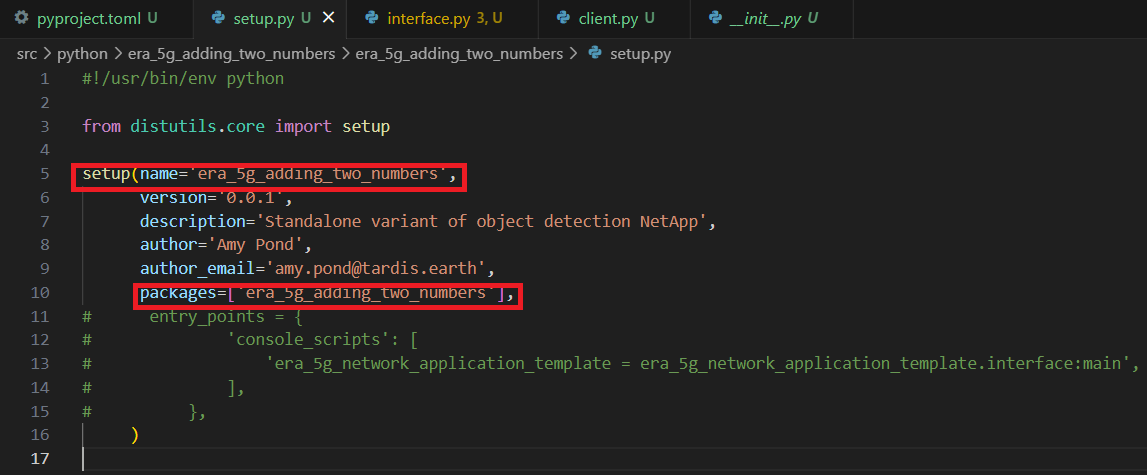 pyproject.toml U setup.py U × interface.py 3, U client.py U __init__.py U
src > python > era_5g_adding_two_numbers > era_5g_adding_two_numbers > setup.py
1 #!/usr/bin/env python
2
3 from distutils.core import setup
4
5 setup(name='era_5g_adding_two_numbers',
6 version='0.0.1',
7 description='Standalone variant of object detection NetApp',
8 author='Amy Pond',
9 author_email='amy.pond@tardis.earth',
10 packages=['era_5g_adding_two_numbers'],
11 # entry_points = {
12 # 'console_scripts': [
13 # 'era_5g_network_application_template = era_5g_network_application_template.interface:main',
14 # ],
15 # },
16 )
17